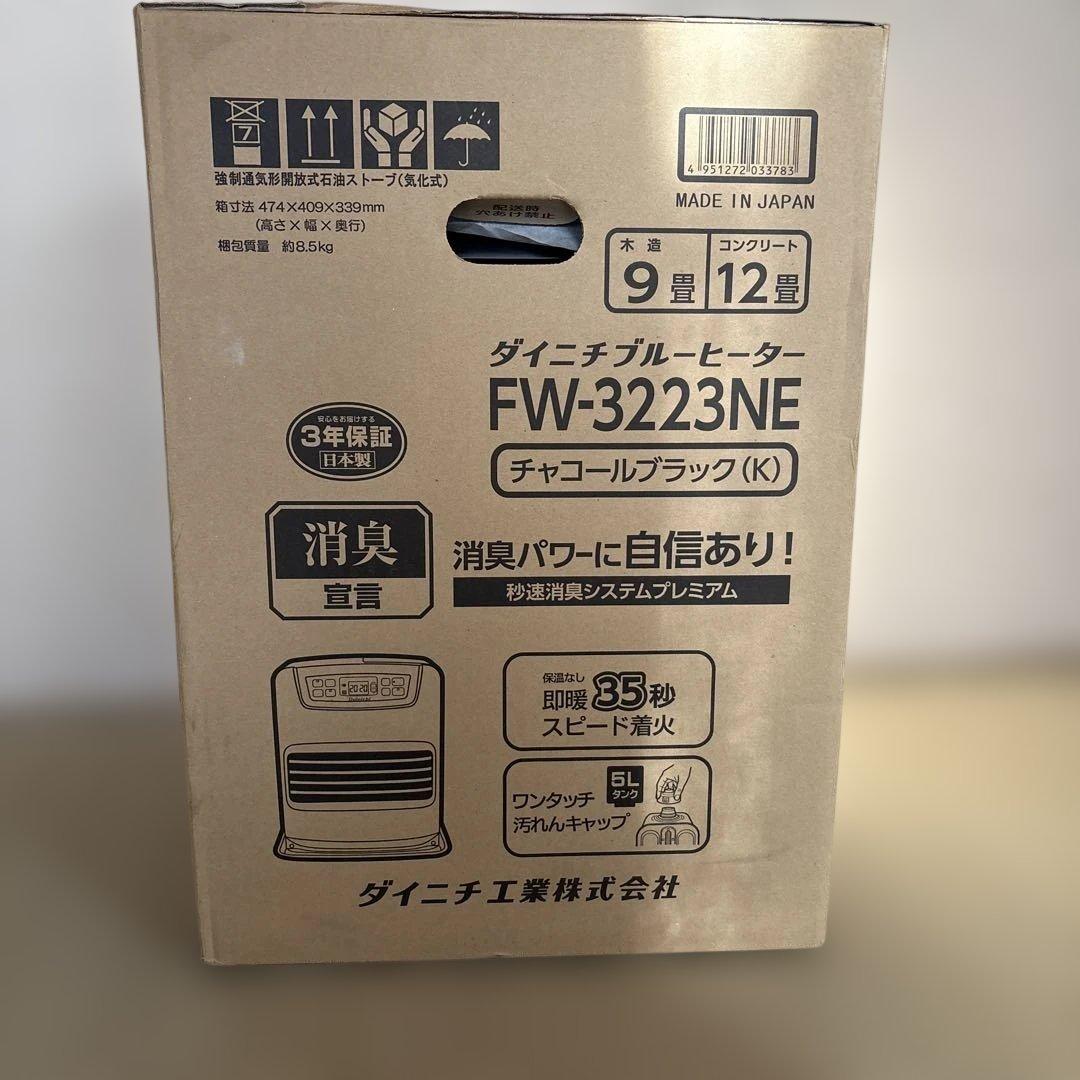 7
強制通気形開放式石油ストーブ(気化式)
箱寸法 474×409×339mm
(高さ×幅×奥行)
梱包質量 約8.5kg
配送時
穴あけ禁止
4 951272 033783
MADE IN JAPAN
木造 コンクリート
9畳 12畳
ダイニチブルーヒーター
FW-3223NE
チャコールブラック(K)
安心をお届けする
3年保証
日本製
消臭
宣言
消臭パワーに自信あり!
秒速消臭システムプレミアム
2020
Dainichi
保温なし
即暖35秒
スピード着火
5L
タンク
ワンタッチ
汚れんキャップ
ダイニチ工業株式会社